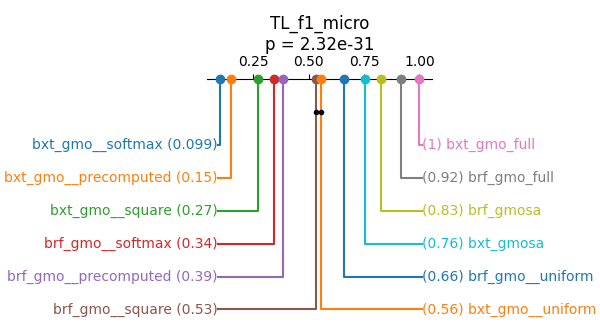 TL_f1_micro
p = 2.32e-31
0.25 0.50 0.75 1.00
bxt_gmo__softmax (0.099)
(1) bxt_gmo_full
bxt_gmo__precomputed (0.15)
(0.92) brf_gmo_full
bxt_gmo__square (0.27)
(0.83) brf_gmosa
brf_gmo__softmax (0.34)
(0.76) bxt_gmosa
brf_gmo__precomputed (0.39)
(0.66) brf_gmo__uniform
brf_gmo__square (0.53)
(0.56) bxt_gmo__uniform